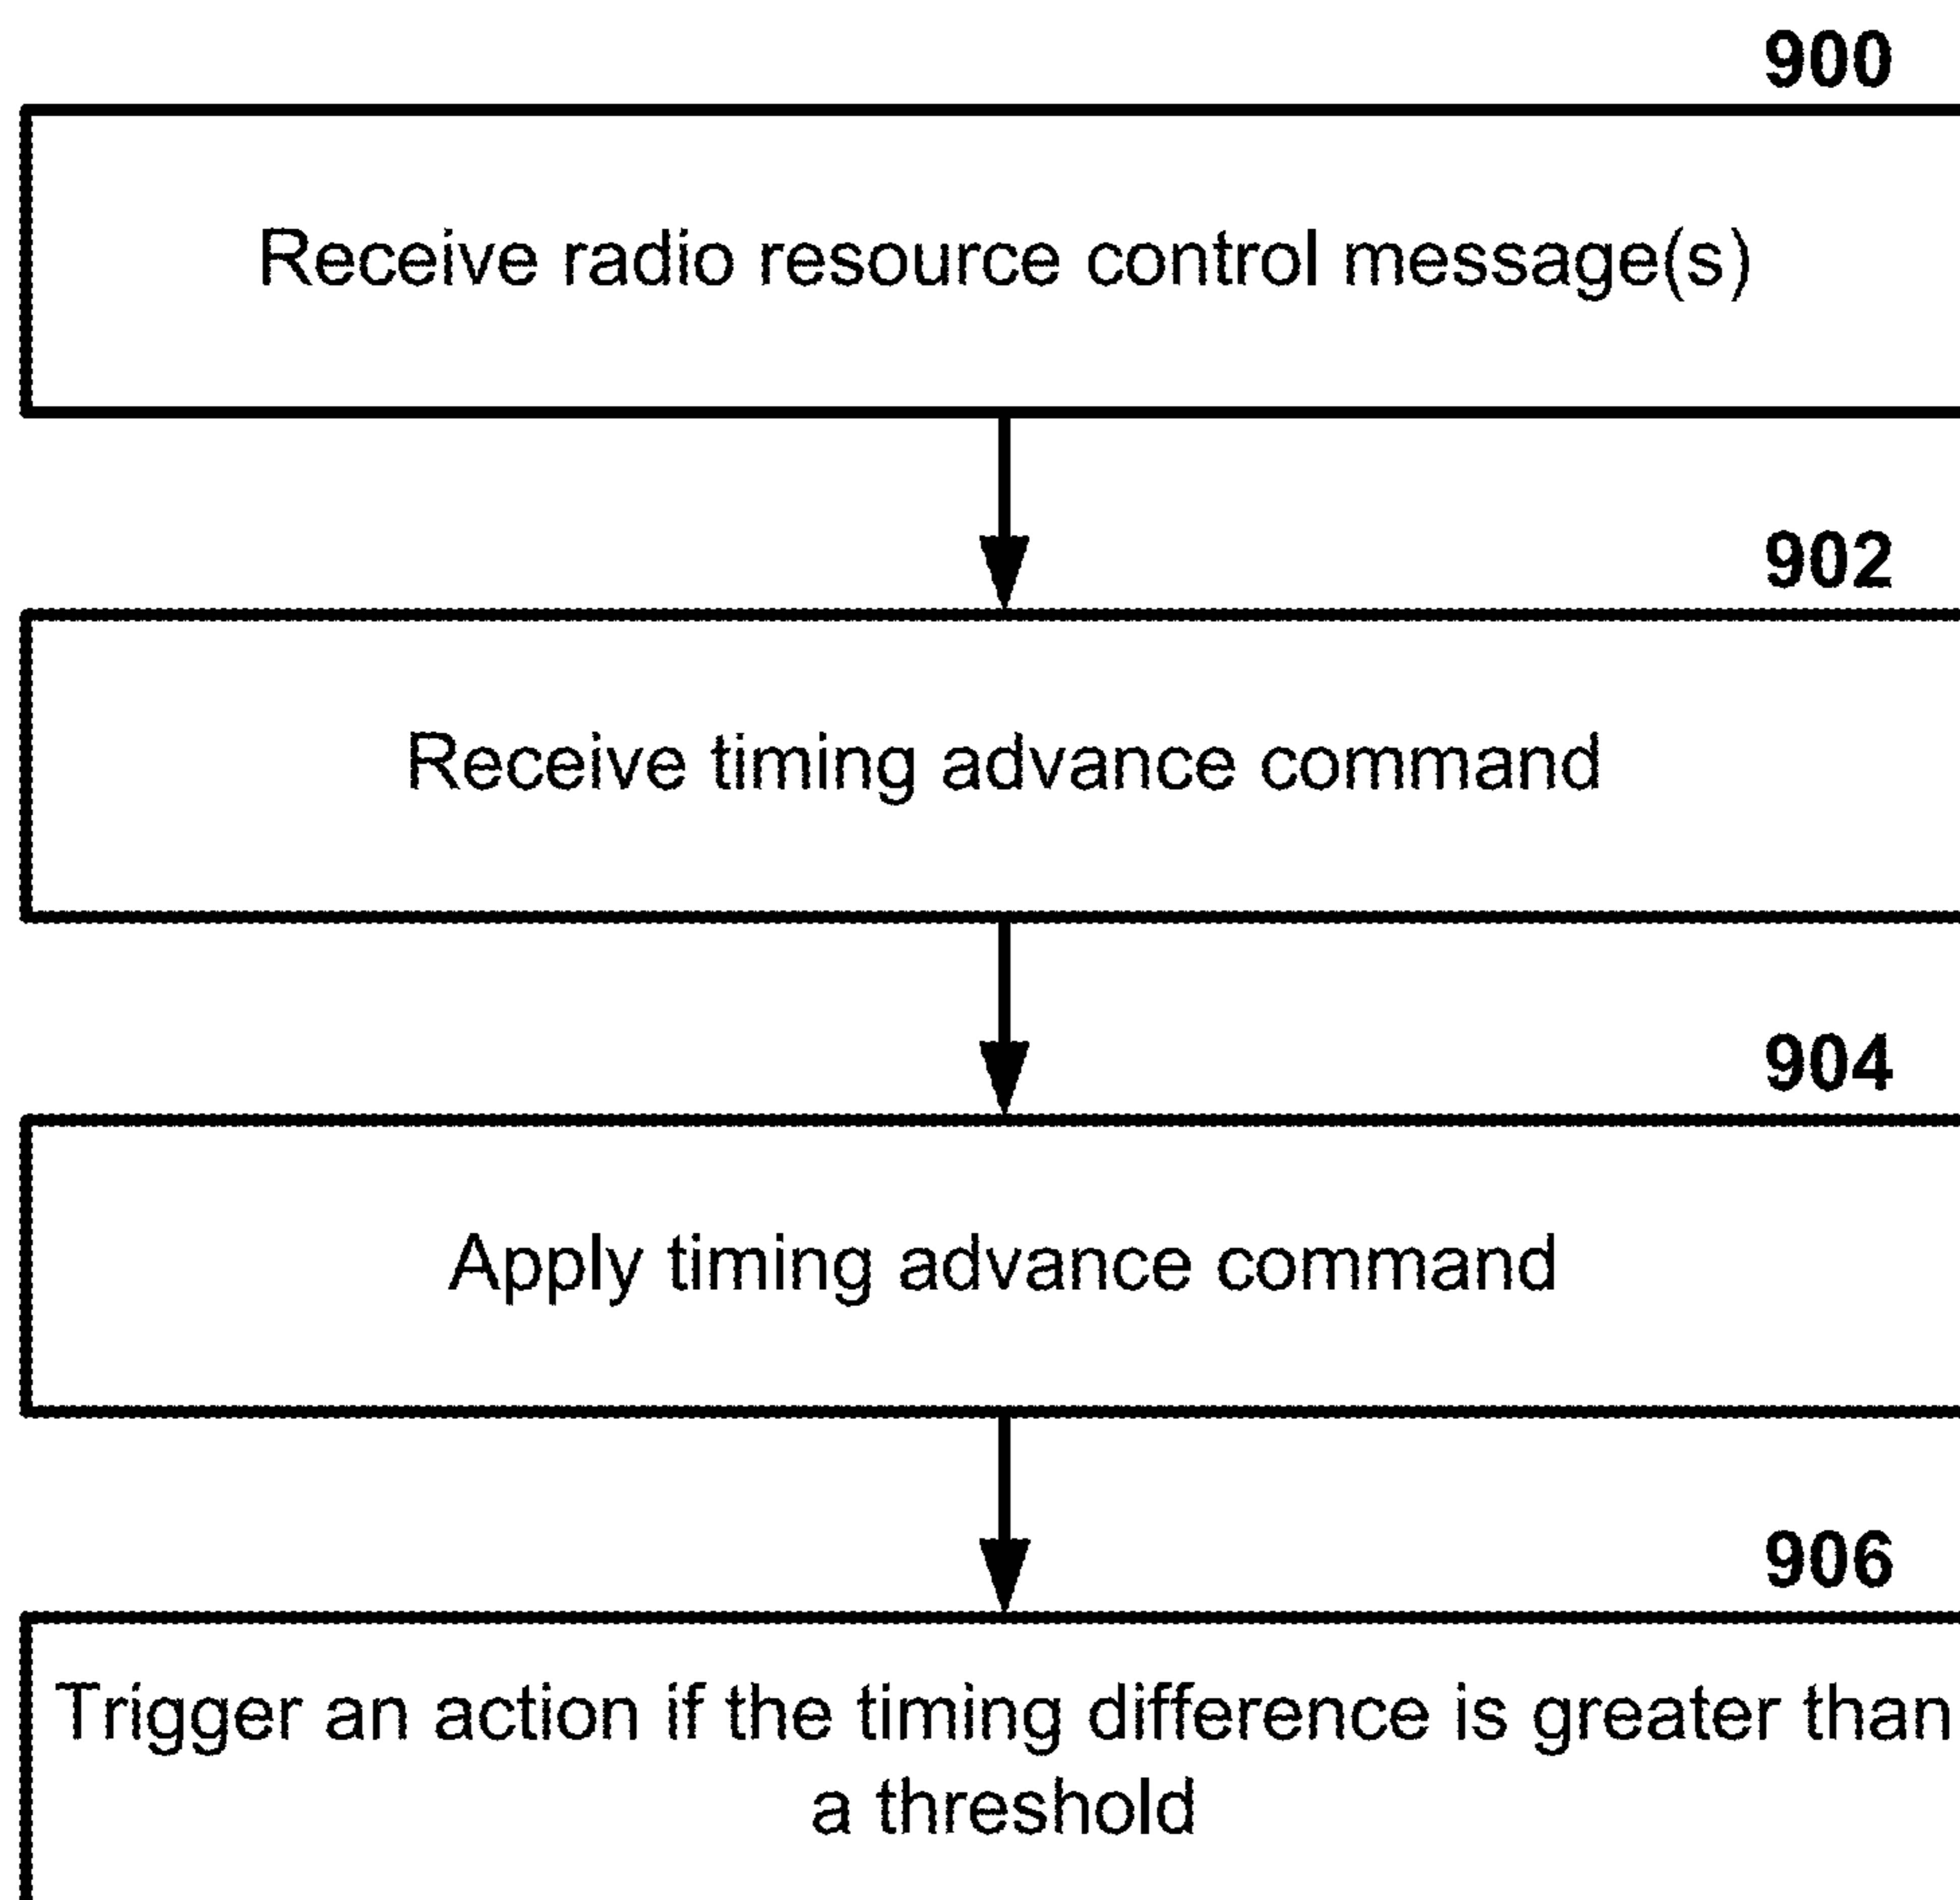 900
Receive radio resource control message(s)
902
Receive timing advance command
904
Apply timing advance command
906
Trigger an action if the timing difference is greater than
a threshold